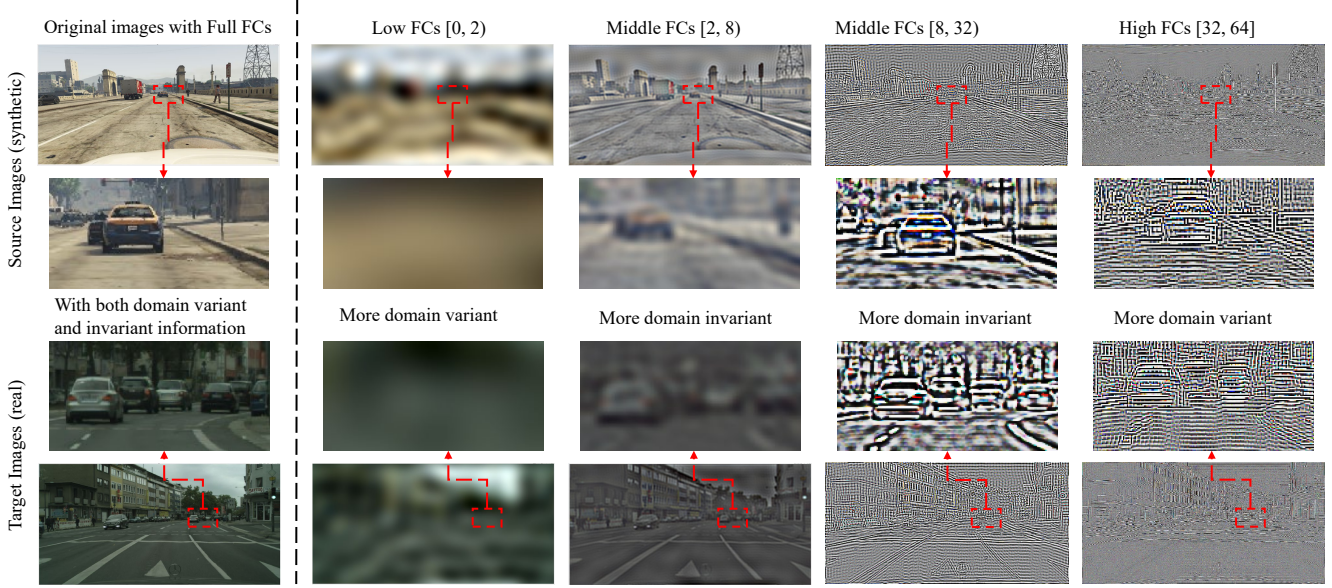 Original images with Full FCs
Low FCs [0, 2)
Middle FCs [2, 8)
Middle FCs [8, 32)
High FCs [32, 64]
Source Images (synthetic)
With both domain variant
and invariant information
More domain variant
More domain invariant
More domain invariant
More domain variant
Target Images (real)